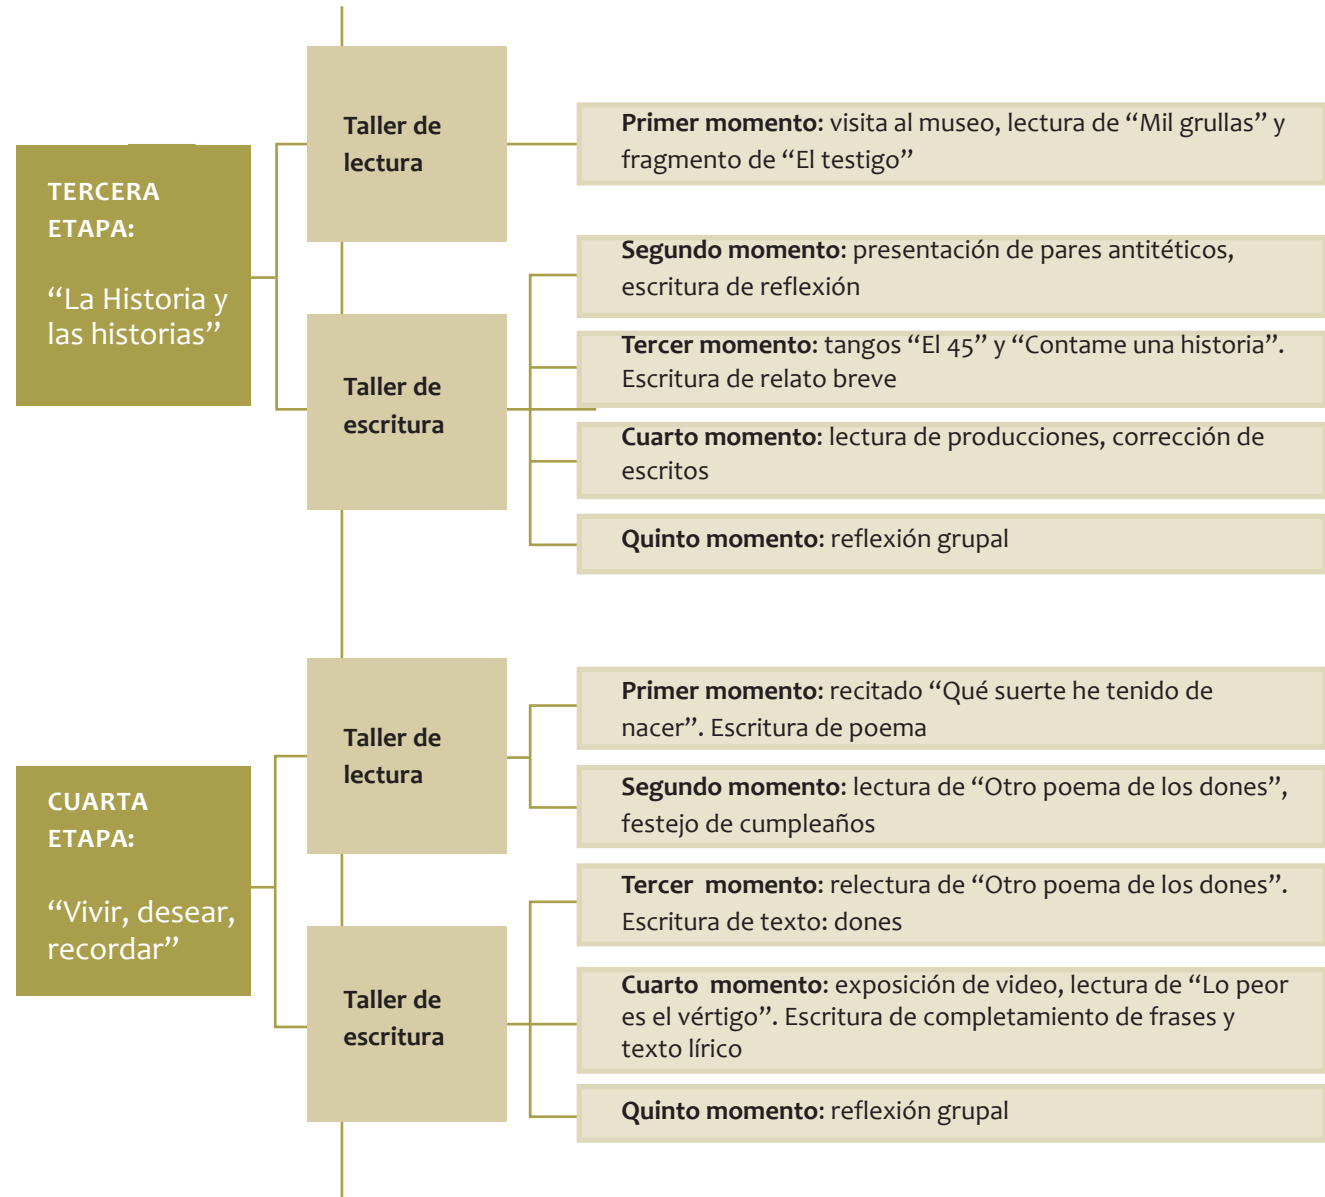 TERCERA
ETAPA:
“La Historia y
las historias”
Taller de
lectura
Primer momento: visita al museo, lectura de “Mil grullas” y
fragmento de “El testigo”
Taller de
escritura
Segundo momento: presentación de pares antitéticos,
escritura de reflexión
Tercer momento: tangos “El 45” y “Contame una historia”.
Escritura de relato breve
Cuarto momento: lectura de producciones, corrección de
escritos
Quinto momento: reflexión grupal
CUARTA
ETAPA:
“Vivir, desear,
recordar”
Taller de
lectura
Primer momento: recitado “Qué suerte he tenido de
nacer”. Escritura de poema
Segundo momento: lectura de “Otro poema de los dones”,
festejo de cumpleaños
Taller de
escritura
Tercer  momento: relectura de “Otro poema de los dones”.
Escritura de texto: dones
Cuarto  momento: exposición de video, lectura de “Lo peor
es el vértigo”. Escritura de completamiento de frases y
texto lírico
Quinto momento: reflexión grupal